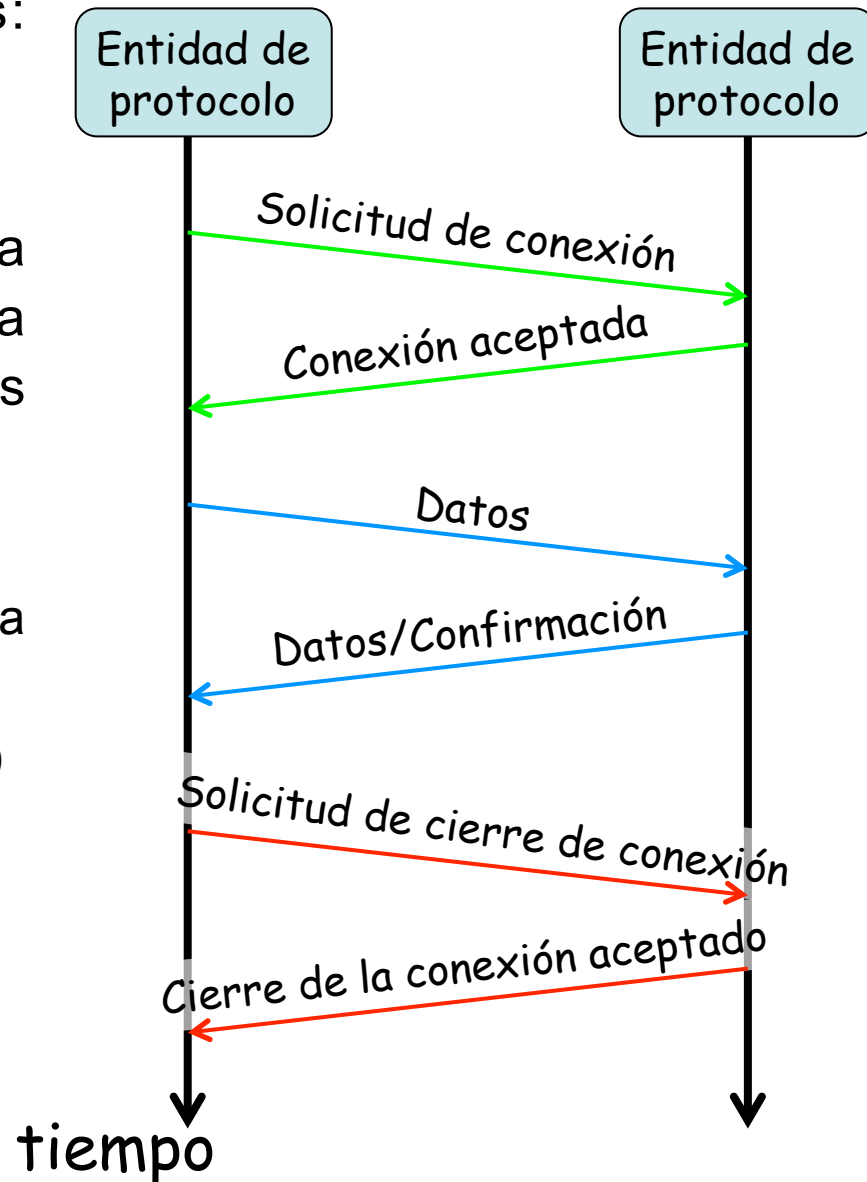 s:
Entidad de
protocolo
Entidad de
protocolo
a
a
s
a
)
Solicitud de conexión
Conexión aceptada
Datos
Datos/Confirmación
Solicitud de cierre de conexión
Cierre de la conexión aceptado
tiempo